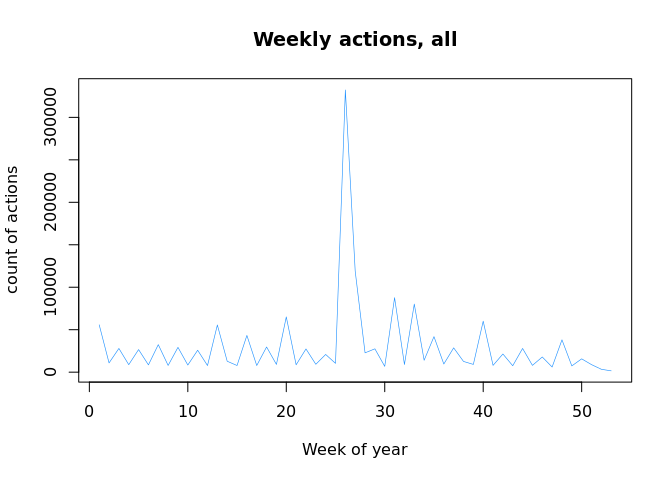 Weekly actions, all
count of actions
300000
200000
100000
0
0 10 20 30 40 50
Week of year